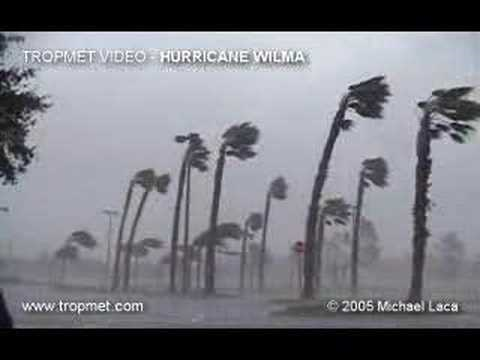 TROPMET VIDEO - HURRICANE WILMA
www.tropmet.com
© 2005 Michael Laca